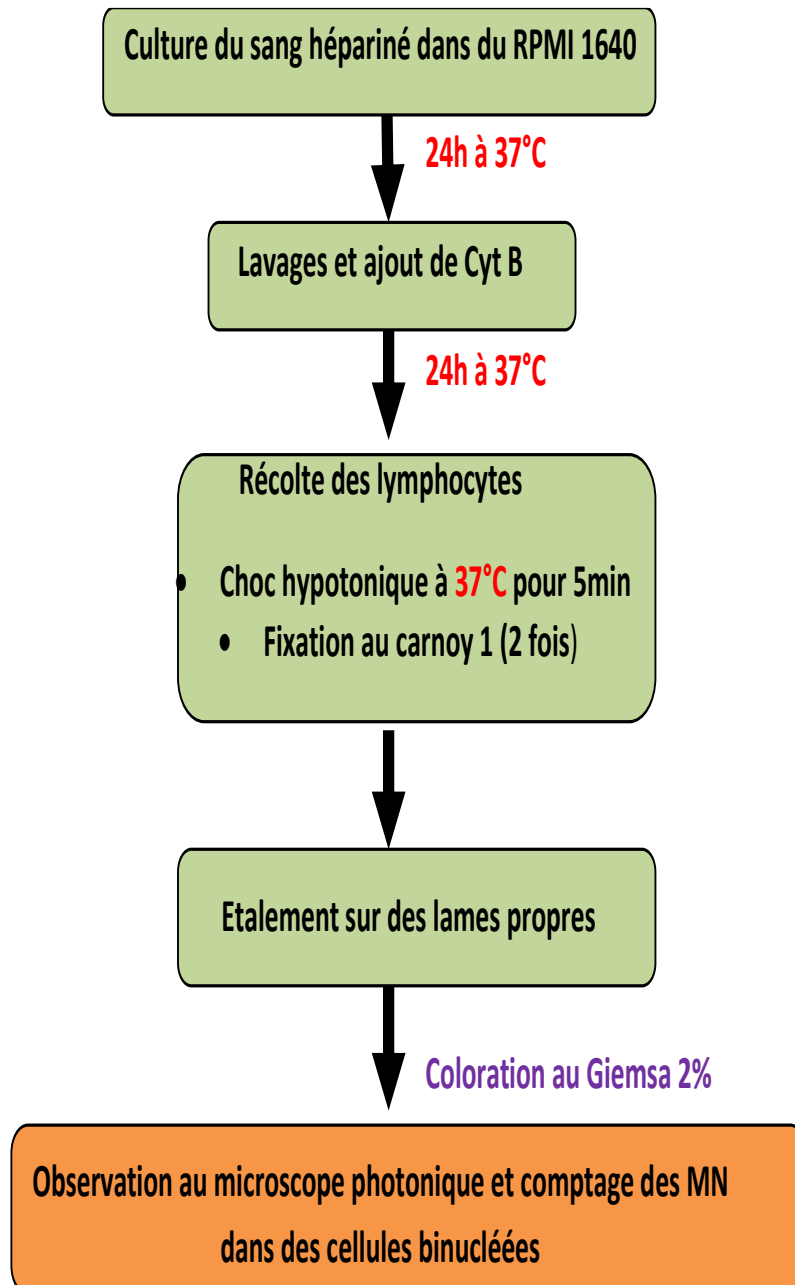 Culture du sang hépariné dans du RPMI 1640
24h à 37°C
Lavages et ajout de Cyt B
24h à 37°C
Récolte des lymphocytes
• Choc hypotonique à 37°C pour 5min
• Fixation au carnoy 1 (2 fois)
Etalement sur des lames propres
Coloration au Giemsa 2%
Observation au microscope photonique et comptage des MN
dans des cellules binucléées